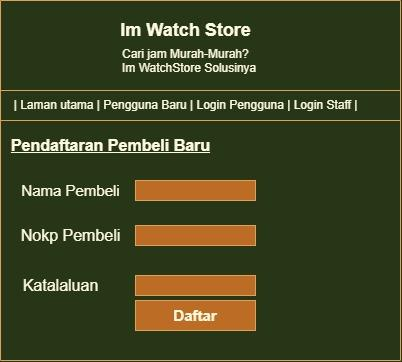 Im Watch Store
Cari jam Murah-Murah?
Im WatchStore Solusinya
| Laman utama | Pengguna Baru | Login Pengguna | Login Staff |
Pendaftaran Pembeli Baru
Nama Pembeli
Nokp Pembeli
Katalaluan
Daftar